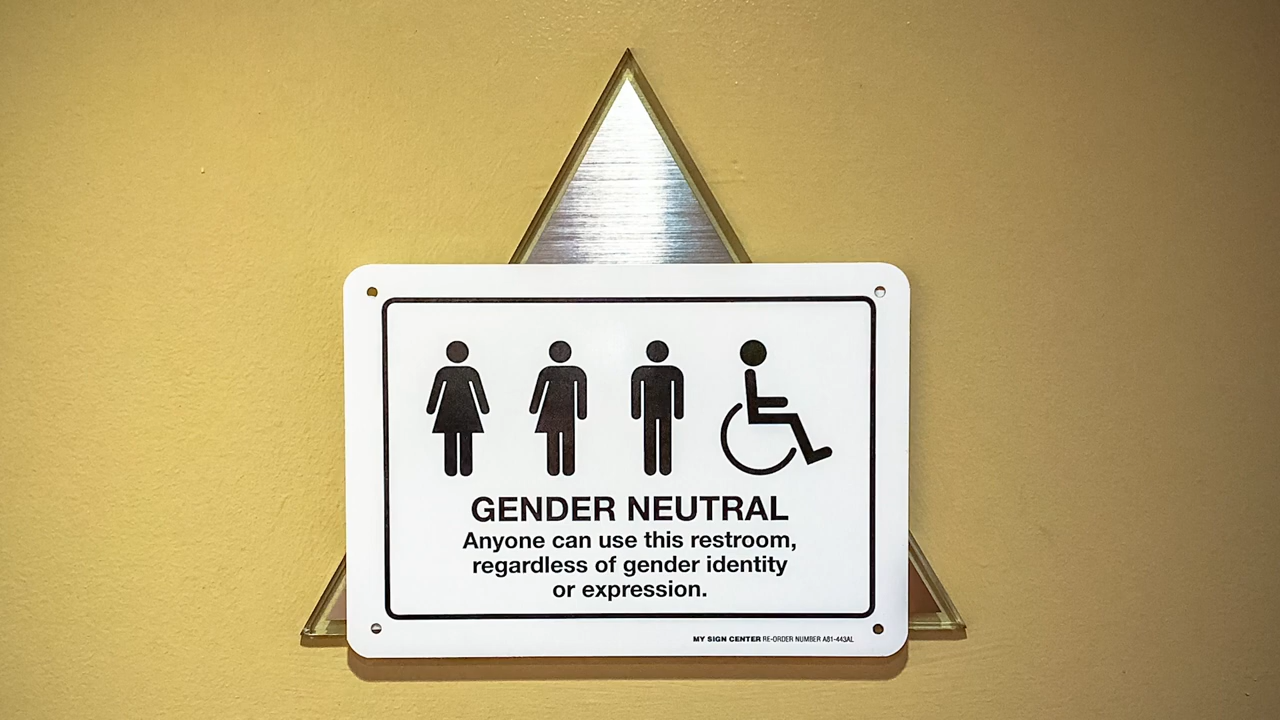 GENDER NEUTRAL
Anyone can use this restroom,
regardless of gender identity
or expression.
MY SIGN CENTER RE-ORDER NUMBER A81-443AL